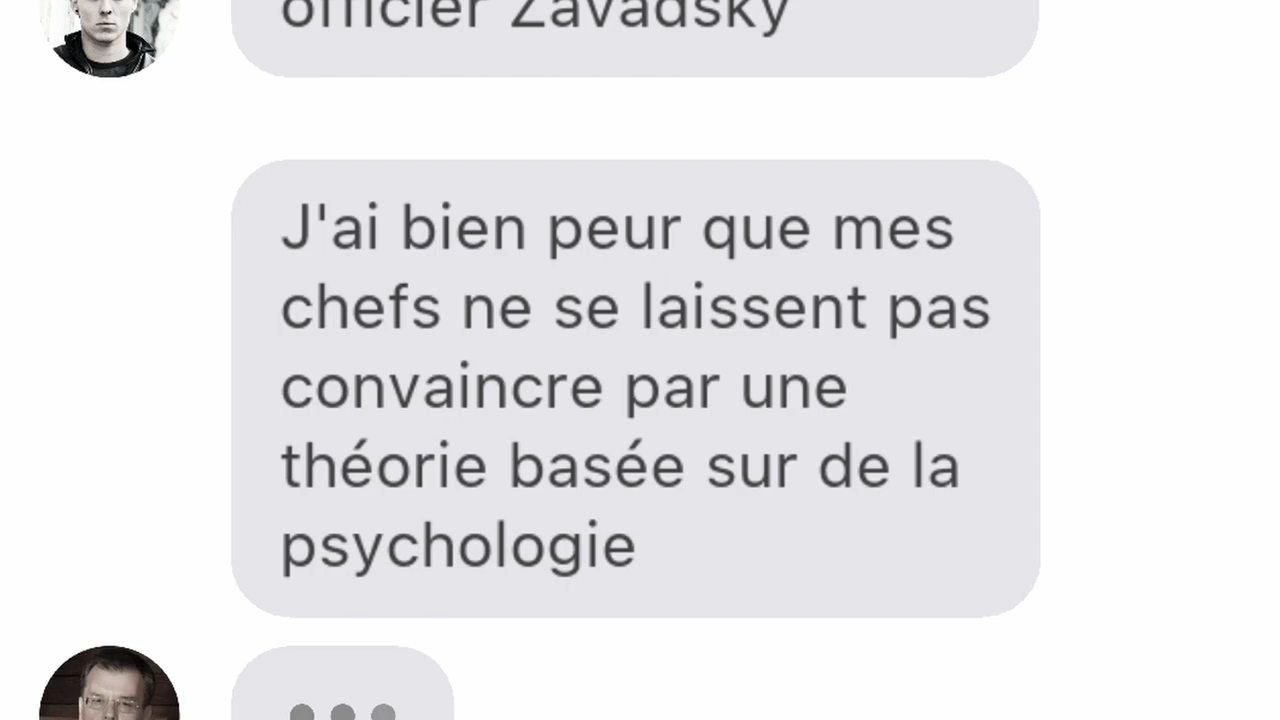 officier Zavadsky
J'ai bien peur que mes
chefs ne se laissent pas
convaincre par une
théorie basée sur de la
psychologie